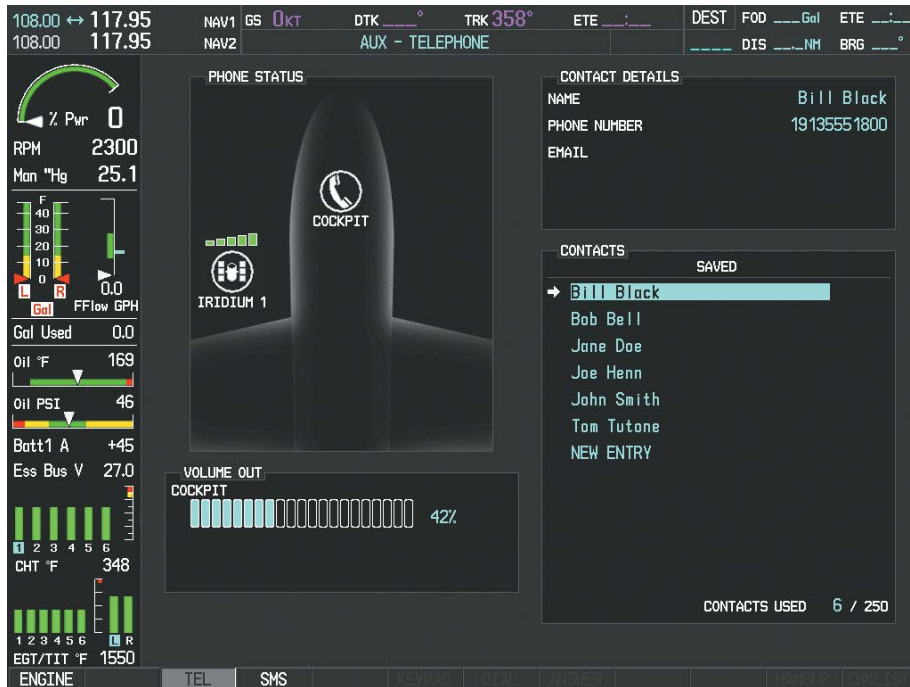 108.00 ↔ 117.95 NAV1 GS 0KT DTK ___° TRK 358° ETE __:__ DEST FOD ___Gal ETE __:__
108.00 117.95 NAV2 AUX - TELEPHONE ____ DIS __._NM BRG ___°
% Pwr 0
RPM 2300
Man "Hg 25.1
F
40
30
20
10
0
L R
Gal
0.0
FFlow GPH
Gal Used 0.0
Oil °F 169
Oil PSI 46
Batt1 A +45
Ess Bus V 27.0
1 2 3 4 5 6
CHT °F 348
1 2 3 4 5 6 L R
EGT/TIT °F 1550
PHONE STATUS
COCKPIT
IRIDIUM 1
VOLUME OUT
COCKPIT
42%
CONTACT DETAILS
NAME Bill Black
PHONE NUMBER 19135551800
EMAIL
CONTACTS
SAVED
Bill Black
Bob Bell
Jane Doe
Joe Henn
John Smith
Tom Tutone
NEW ENTRY
CONTACTS USED 6 / 250
ENGINE TEL SMS KEYPAD DIAL ANSWER HANGUP CHKLIST